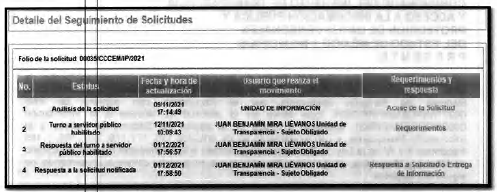 Detalle del Seguimiento de Solicitudes
Folio de la solicitud 00035/CCCEM/IP/2021
No. Estatus Fecha y hora de actualización Usuario que realiza el movimiento Requerimientos y respuesta
1 Análisis de la solicitud 09/11/2021 17:14:49 UNIDAD DE INFORMACIÓN Acuse de la Solicitud
2 Turno a servidor público habilitado 12/11/2021 10:09:43 JUAN BENJAMÍN MIRA LIÉVANOS Unidad de Transparencia - Sujeto Obligado Requerimientos
3 Respuesta del turno a servidor público habilitado 01/12/2021 17:56:57 JUAN BENJAMÍN MIRA LIÉVANOS Unidad de Transparencia - Sujeto Obligado
4 Respuesta a la solicitud notificada 01/12/2021 17:58:50 JUAN BENJAMÍN MIRA LIÉVANOS Unidad de Transparencia - Sujeto Obligado Respuesta a Solicitud o Entrega de Información